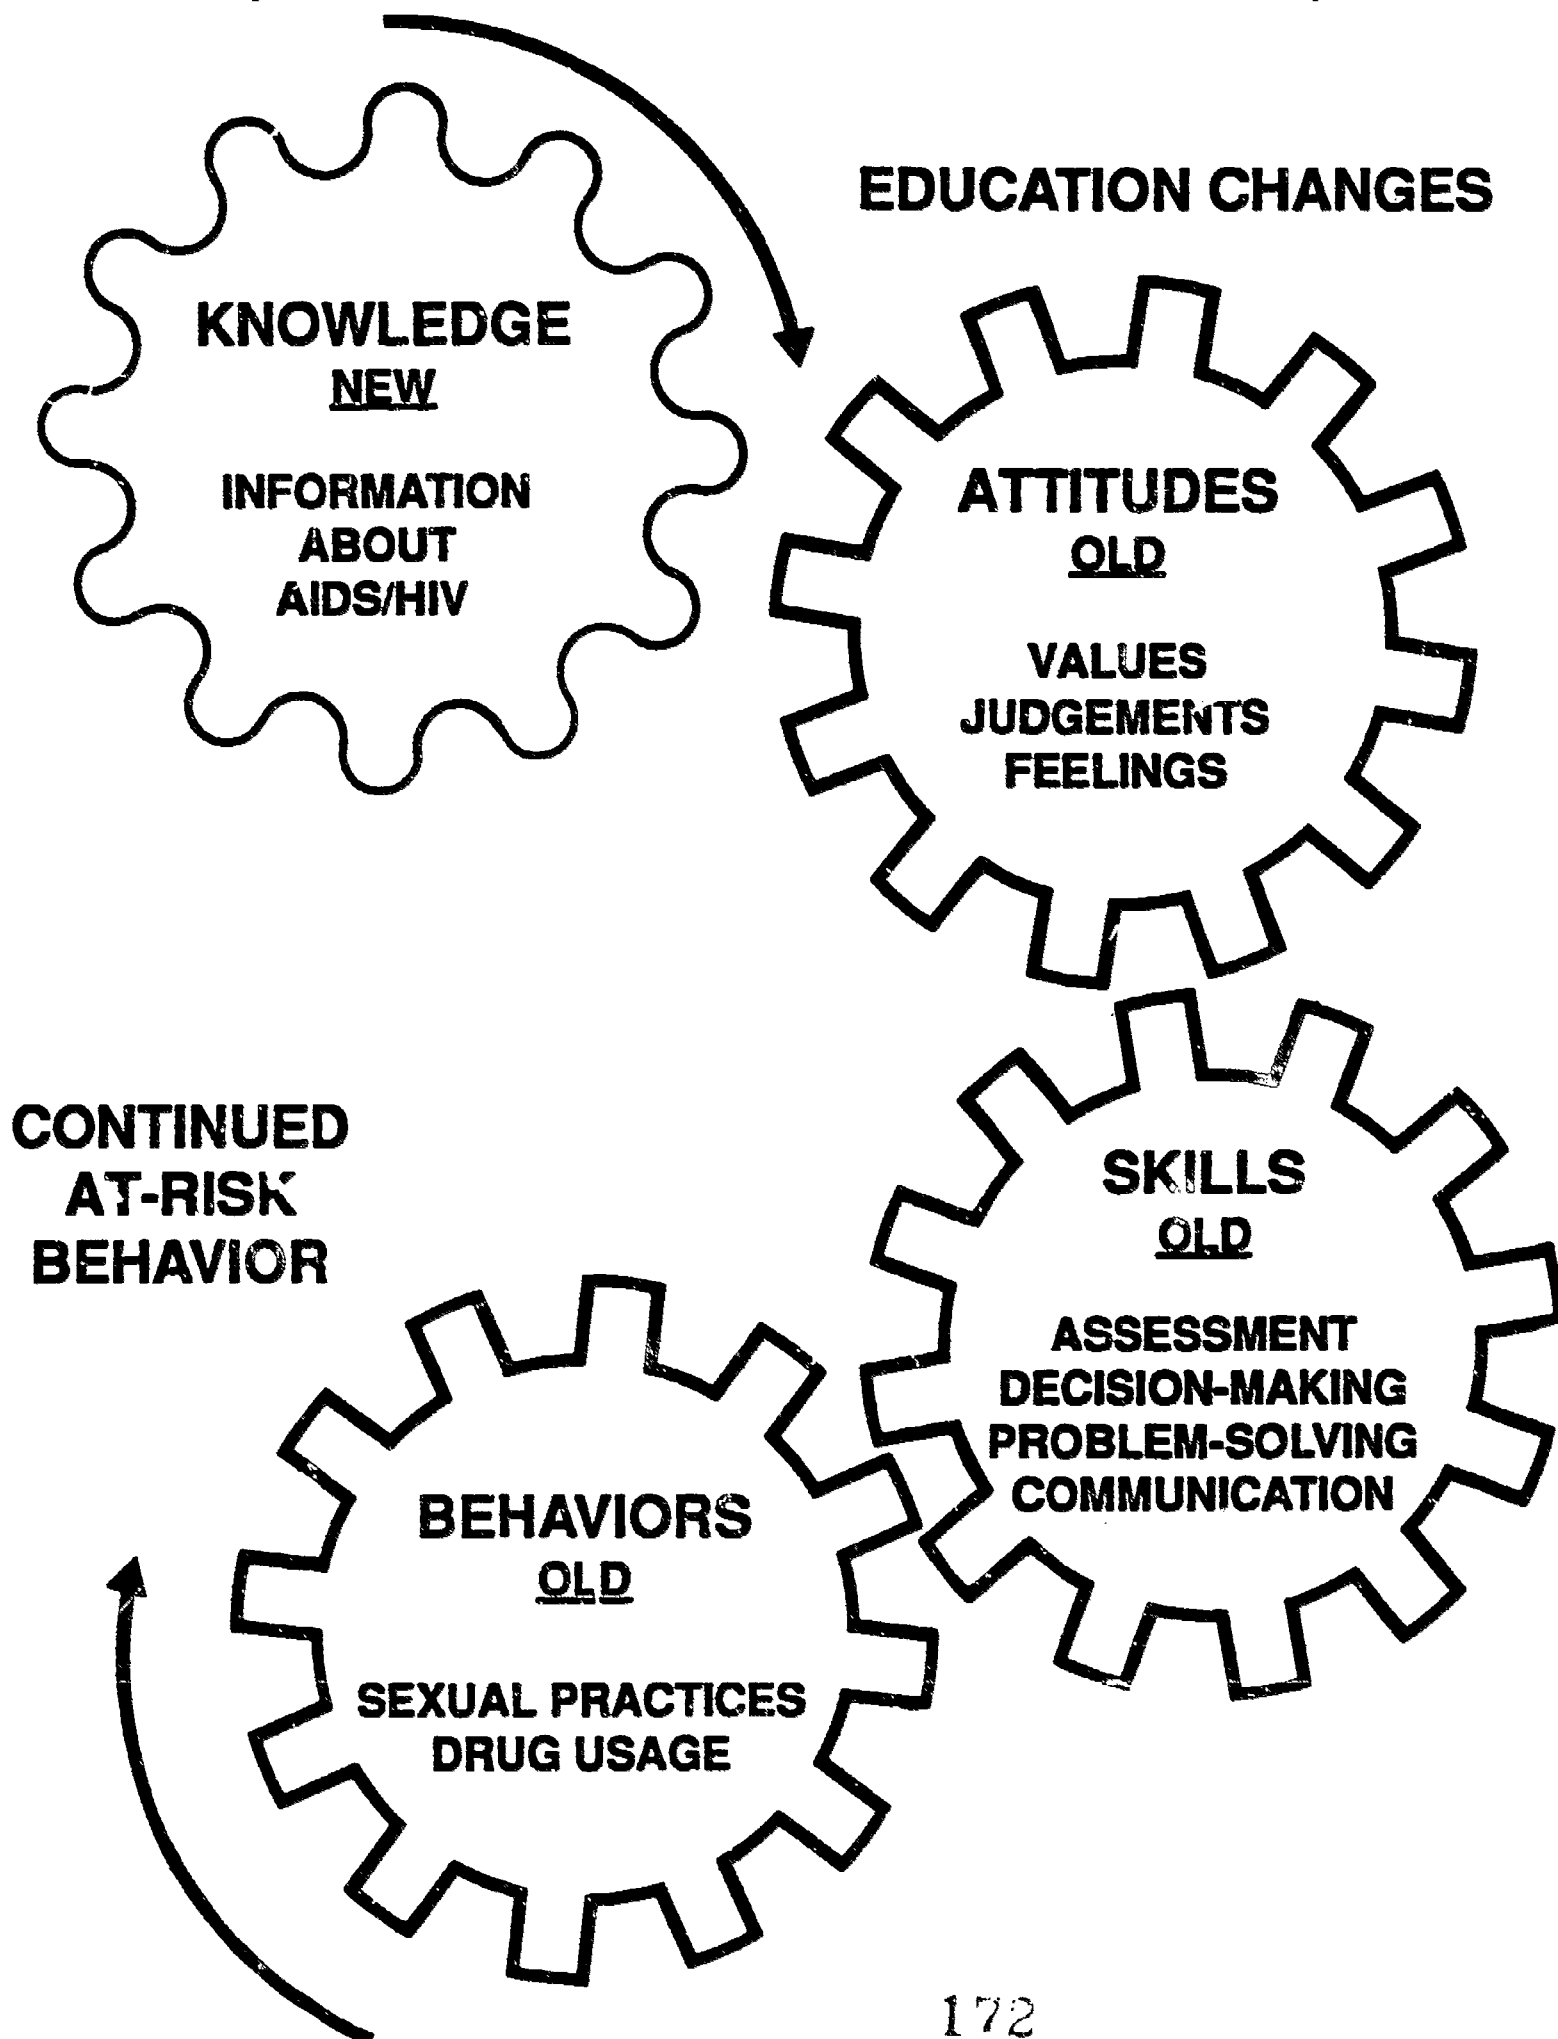 EDUCATION CHANGES
KNOWLEDGE
NEW
INFORMATION
ABOUT
AIDS/HIV
ATTITUDES
OLD
VALUES
JUDGEMENTS
FEELINGS
SKILLS
OLD
ASSESSMENT
DECISION-MAKING
PROBLEM-SOLVING
COMMUNICATION
CONTINUED
AT-RISK
BEHAVIOR
BEHAVIORS
OLD
SEXUAL PRACTICES
DRUG USAGE
172